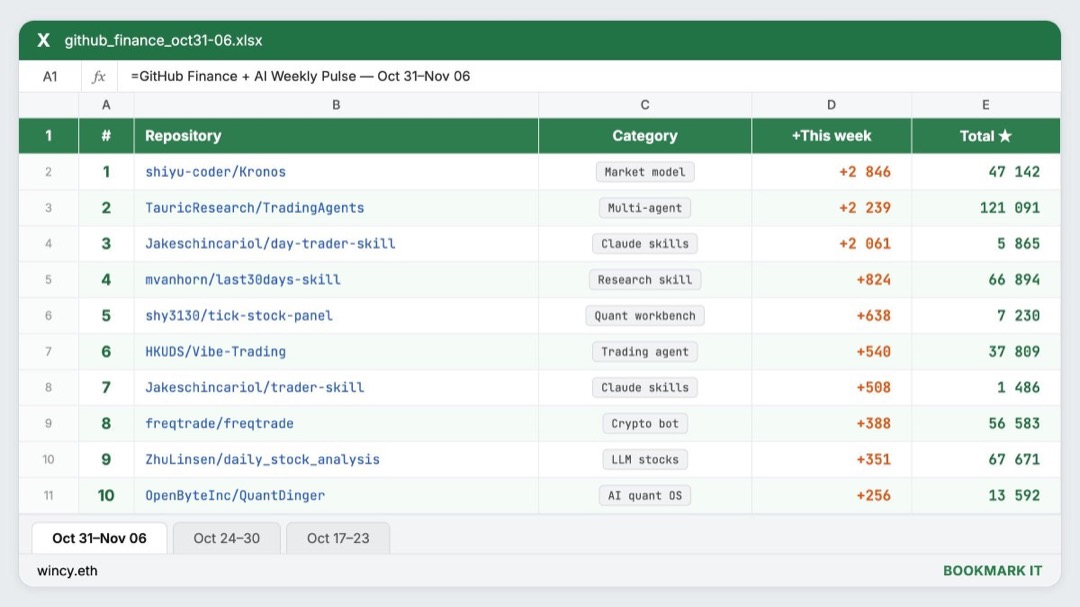 X github_finance_oct31-06.xlsx
A1 fx =GitHub Finance + AI Weekly Pulse — Oct 31–Nov 06
A B C D E
1 # Repository Category +This week Total ★
2 1 shiyu-coder/Kronos Market model +2 846 47 142
3 2 TauricResearch/TradingAgents Multi-agent +2 239 121 091
4 3 Jakeschincariol/day-trader-skill Claude skills +2 061 5 865
5 4 mvanhorn/last30days-skill Research skill +824 66 894
6 5 shy3130/tick-stock-panel Quant workbench +638 7 230
7 6 HKUDS/Vibe-Trading Trading agent +540 37 809
8 7 Jakeschincariol/trader-skill Claude skills +508 1 486
9 8 freqtrade/freqtrade Crypto bot +388 56 583
10 9 ZhuLinsen/daily_stock_analysis LLM stocks +351 67 671
11 10 OpenByteInc/QuantDinger AI quant OS +256 13 592
Oct 31–Nov 06 Oct 24–30 Oct 17–23
wincy.eth BOOKMARK IT